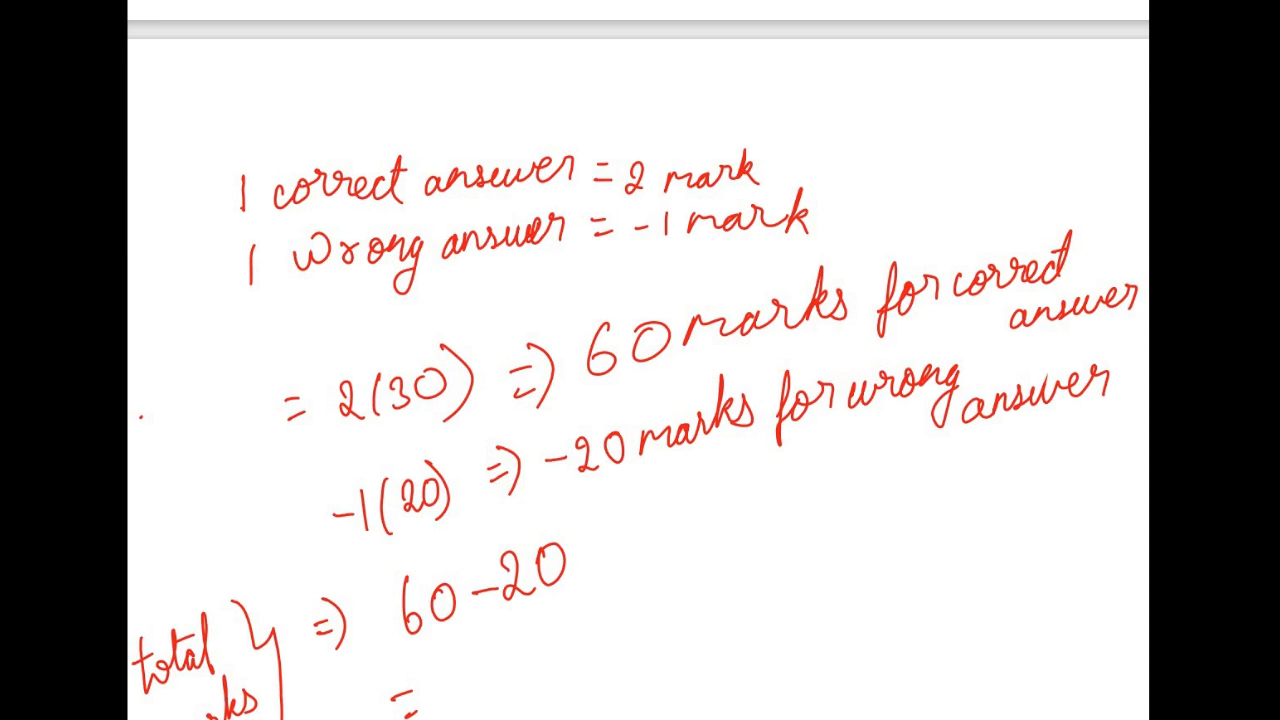 1 correct answer = 2 mark
1 wrong answer = -1 mark
= 2(30) => 60 marks for correct
answer
-1(20) => -20 marks for wrong
answer
total } => 60-20
=